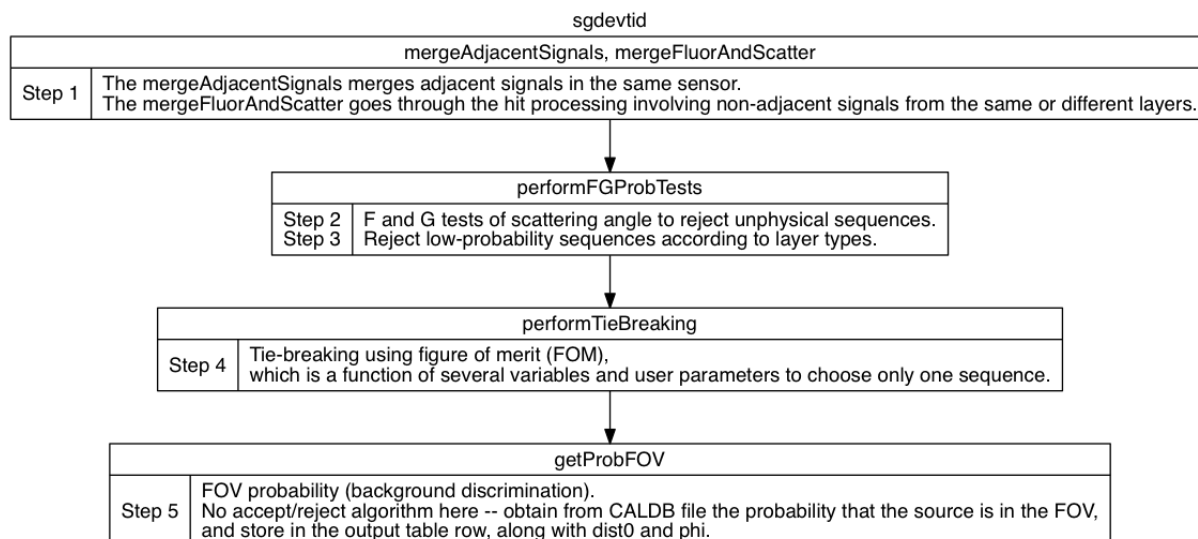 sgdevtid
mergeAdjacentSignals, mergeFluorAndScatter
Step 1
The mergeAdjacentSignals merges adjacent signals in the same sensor.
The mergeFluorAndScatter goes through the hit processing involving non-adjacent signals from the same or different layers.
performFGProbTests
Step 2 F and G tests of scattering angle to reject unphysical sequences.
Step 3 Reject low-probability sequences according to layer types.
performTieBreaking
Step 4
Tie-breaking using figure of merit (FOM),
which is a function of several variables and user parameters to choose only one sequence.
getProbFOV
Step 5
FOV probability (background discrimination).
No accept/reject algorithm here -- obtain from CALDB file the probability that the source is in the FOV,
and store in the output table row, along with dist0 and phi.